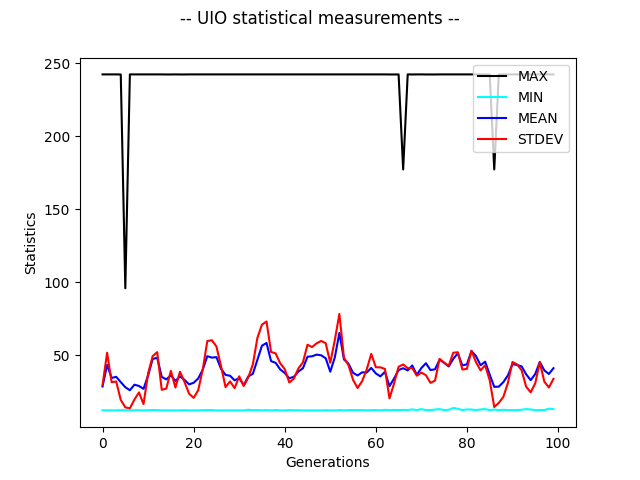 -- UIO statistical measurements --
250
200
150
100
50
Statistics
MAX
MIN
MEAN
STDEV
0 20 40 60 80 100
Generations